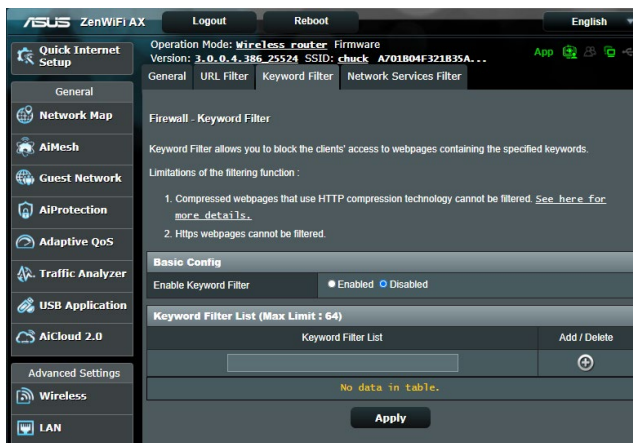 ASUS ZenWiFi AX
Logout
Reboot
English
Quick Internet Setup
Operation Mode: Wireless router Firmware
Version: 3.0.0.4.386_25524 SSID: chuck A701B04F321B35A...
App
General
URL Filter
Keyword Filter
Network Services Filter
General
Network Map
AiMesh
Guest Network
AiProtection
Adaptive QoS
Traffic Analyzer
USB Application
AiCloud 2.0
Advanced Settings
Wireless
LAN
Firewall - Keyword Filter
Keyword Filter allows you to block the clients' access to webpages containing the specified keywords.
Limitations of the filtering function :
1. Compressed webpages that use HTTP compression technology cannot be filtered. See here for
more details.
2. Https webpages cannot be filtered.
Basic Config
Enable Keyword Filter
Enabled Disabled
Keyword Filter List (Max Limit : 64)
Keyword Filter List
Add / Delete
No data in table.
Apply